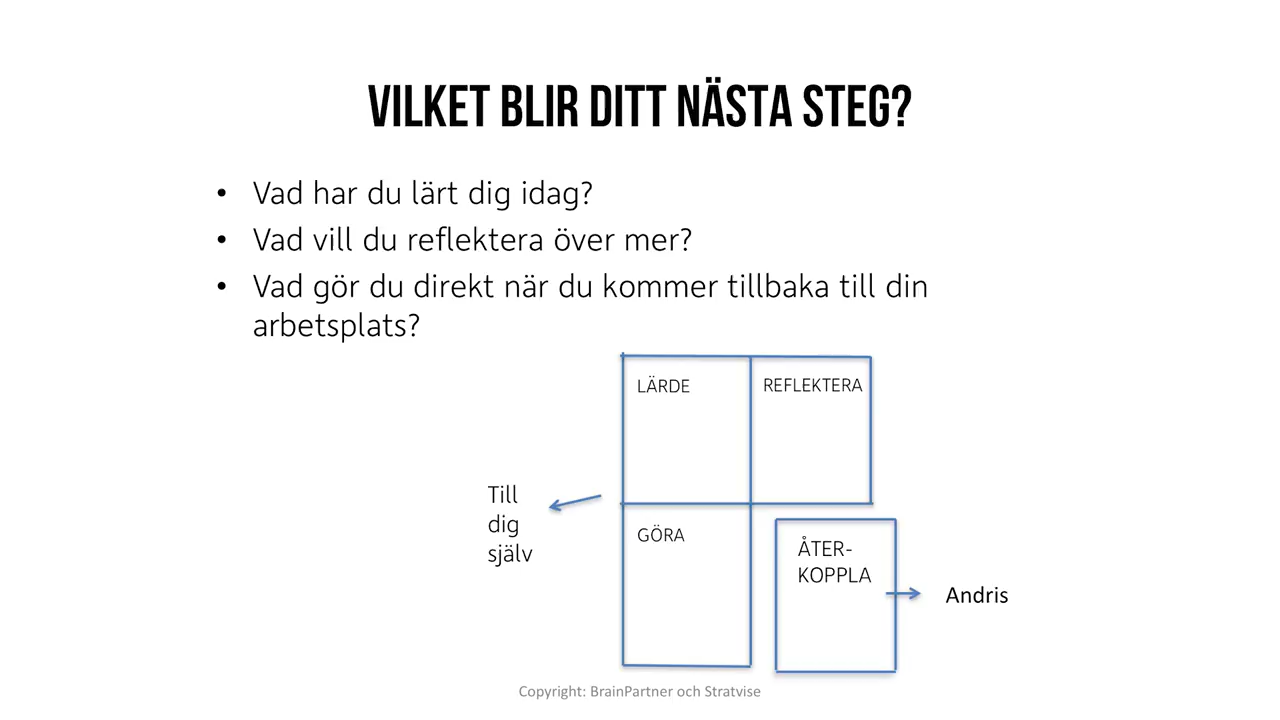 VILKET BLIR DITT NÄSTA STEG?
• Vad har du lärt dig idag?
• Vad vill du reflektera över mer?
• Vad gör du direkt när du kommer tillbaka till din
arbetsplats?
LÄRDE
REFLEKTERA
Till
dig
själv
GÖRA
ÅTER-
KOPPLA
Andris
Copyright: BrainPartner och Stratvise